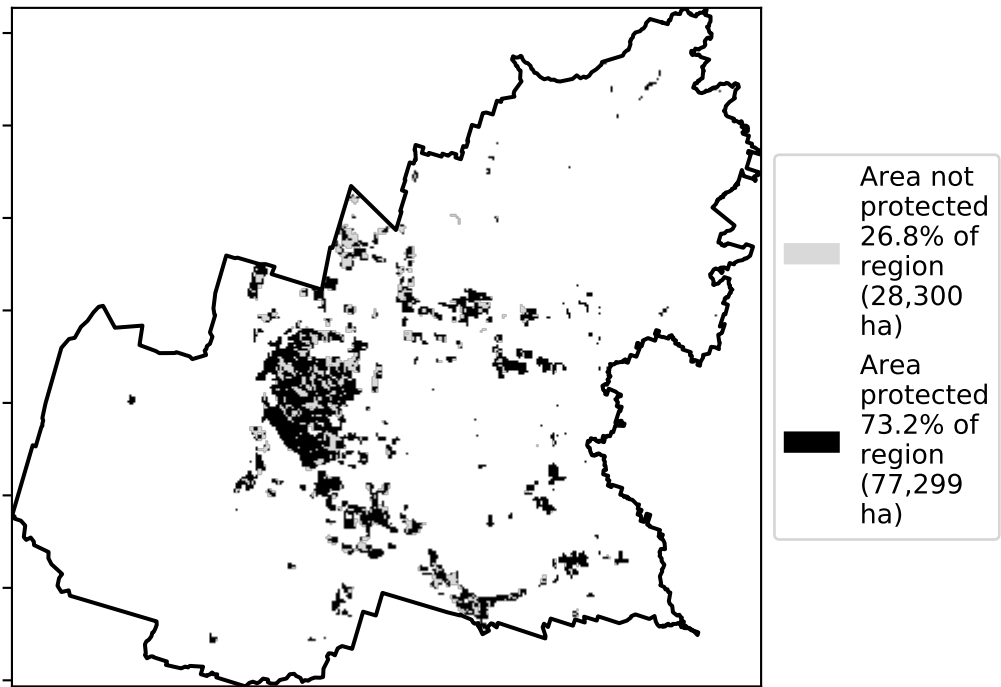 Area not
protected
26.8% of
region
(28,300
ha)
Area
protected
73.2% of
region
(77,299
ha)